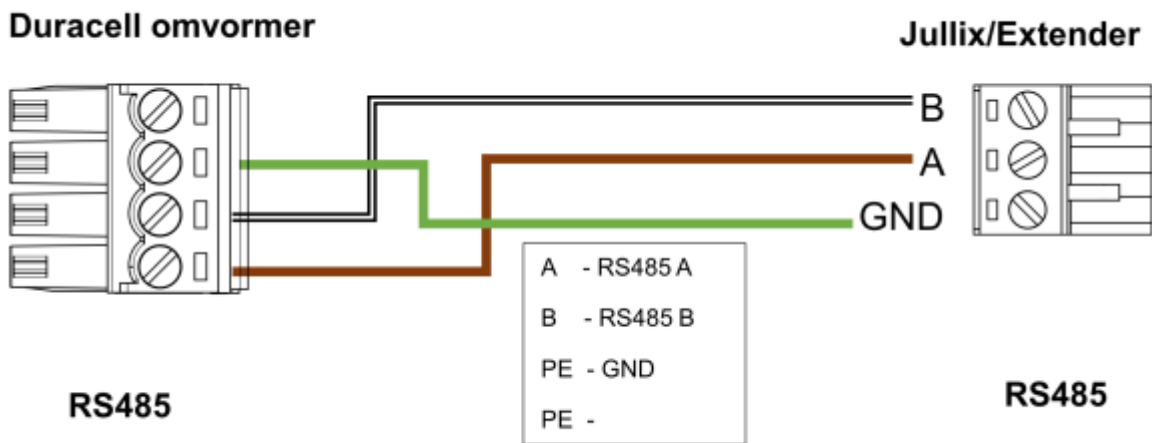 Duracell omvormer
Jullix/Extender
B
A
GND
A - RS485 A
B - RS485 B
PE - GND
PE -
RS485
RS485